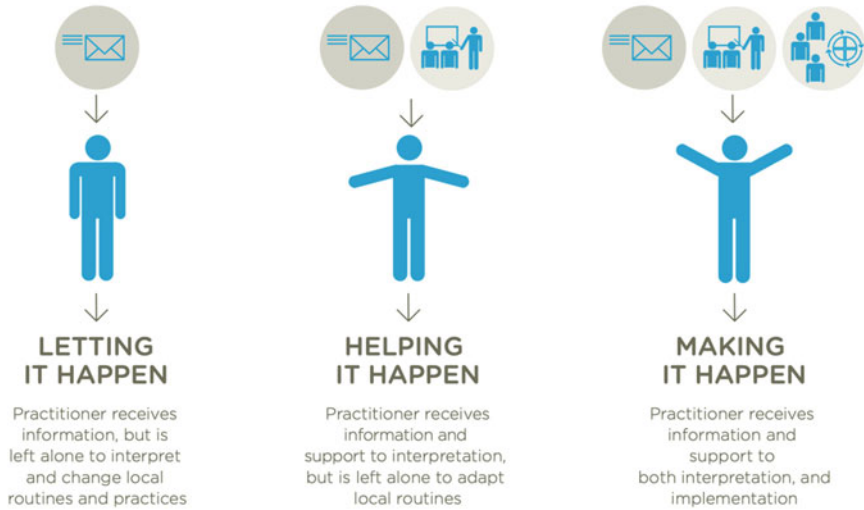 LETTING
IT HAPPEN
Practitioner receives
information, but is
left alone to interpret
and change local
routines and practices
HELPING
IT HAPPEN
Practitioner receives
information and
support to interpretation,
but is left alone to adapt
local routines
MAKING
IT HAPPEN
Practitioner receives
information and
support to
both interpretation, and
implementation